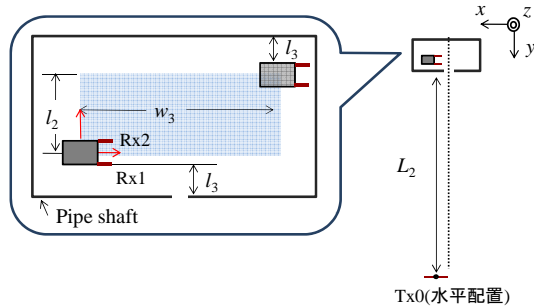 x
z
y
l3
l2
w3
Rx2
Rx1
l3
Pipe shaft
L2
Tx0(水平配置)